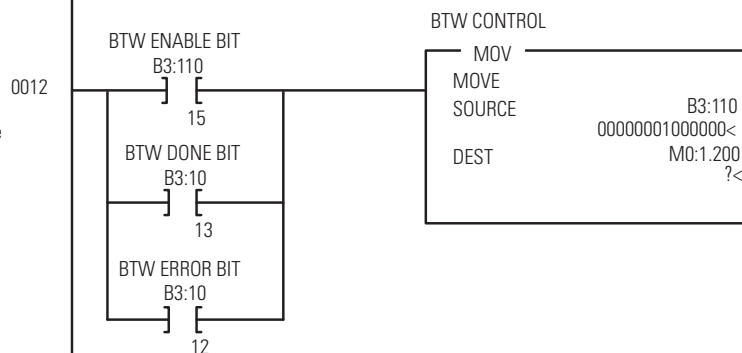 BTW CONTROL
BTW ENABLE BIT
MOV
B3:110
MOVE
0012
SOURCE
B3:110
15
00000001000000<
BTW DONE BIT
DEST
M0:1.200
B3:10
?<
13
BTW ERROR BIT
B3:10
12